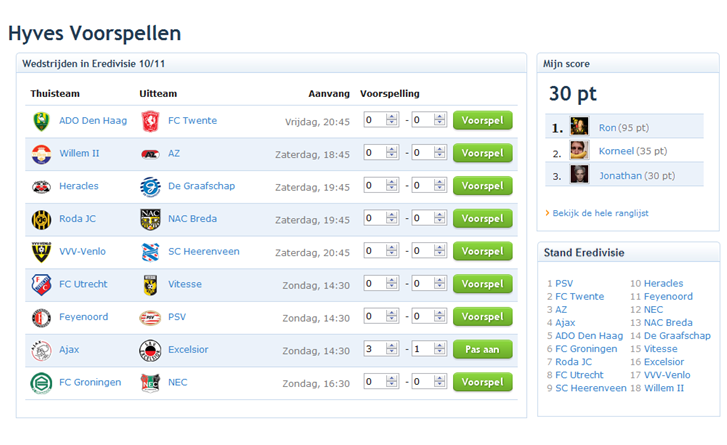 Hyves Voorspellen
Wedstrijden in Eredivisie 10/11
Thuisteam Uitteam Aanvang Voorspelling
ADO Den Haag FC Twente Vrijdag, 20:45 0 - 0 Voorspel
Willem II AZ Zaterdag, 18:45 0 - 0 Voorspel
Heracles De Graafschap Zaterdag, 19:45 0 - 0 Voorspel
Roda JC NAC Breda Zaterdag, 19:45 0 - 0 Voorspel
VVV-Venlo SC Heerenveen Zaterdag, 20:45 0 - 0 Voorspel
FC Utrecht Vitesse Zondag, 14:30 0 - 0 Voorspel
Feyenoord PSV Zondag, 14:30 0 - 0 Voorspel
Ajax Excelsior Zondag, 14:30 3 - 1 Pas aan
FC Groningen NEC Zondag, 16:30 0 - 0 Voorspel
Mijn score
30 pt
1. Ron (95 pt)
2. Korneel (35 pt)
3. Jonathan (30 pt)
Bekijk de hele ranglijst
Stand Eredivisie
1 PSV 10 Heracles
2 FC Twente 11 Feyenoord
3 AZ 12 NEC
4 Ajax 13 NAC Breda
5 ADO Den Haag 14 De Graafschap
6 FC Groningen 15 Vitesse
7 Roda JC 16 Excelsior
8 FC Utrecht 17 VVV-Venlo
9 SC Heerenveen 18 Willem II